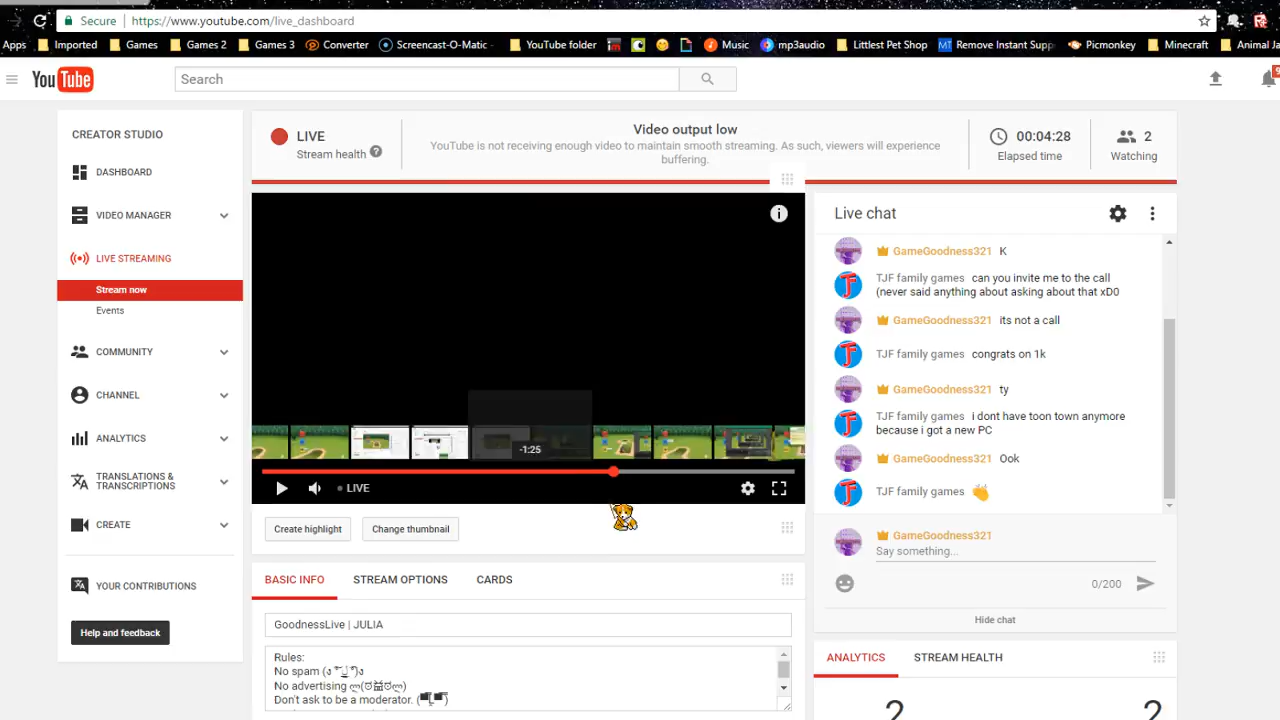 Secure https://www.youtube.com/live_dashboard
Apps Imported Games Games 2 Games 3 Converter Screencast-O-Matic YouTube folder Music mp3audio Littlest Pet Shop Remove Instant Supp Picmonkey Minecraft Animal Ja
YouTube Search
CREATOR STUDIO
DASHBOARD
VIDEO MANAGER
LIVE STREAMING
Stream now
Events
COMMUNITY
CHANNEL
ANALYTICS
TRANSLATIONS &
TRANSCRIPTIONS
CREATE
YOUR CONTRIBUTIONS
Help and feedback
LIVE
Stream health ?
Video output low
YouTube is not receiving enough video to maintain smooth streaming. As such, viewers will experience
buffering.
00:04:28
Elapsed time
2
Watching
-1:25
LIVE
Create highlight Change thumbnail
BASIC INFO STREAM OPTIONS CARDS
GoodnessLive | JULIA
Rules:
No spam
No advertising
Don't ask to be a moderator.
Live chat
GameGoodness321 K
TJF family games can you invite me to the call
(never said anything about asking about that xD0
GameGoodness321 its not a call
TJF family games congrats on 1k
GameGoodness321 ty
TJF family games i dont have toon town anymore
because i got a new PC
GameGoodness321 Ook
TJF family games 👏
GameGoodness321
Say something...
0/200
Hide chat
ANALYTICS STREAM HEALTH
2 2